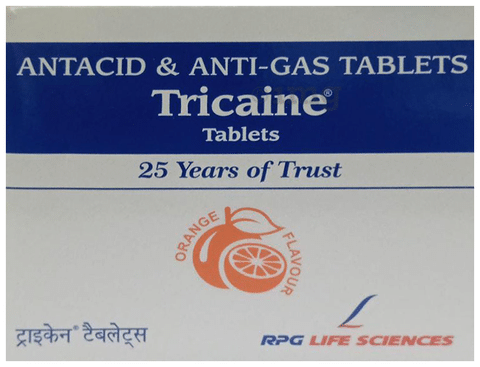 ANTACID & ANTI-GAS TABLETS
Tricaine®
Tablets
25 Years of Trust
ORANGE FLAVOUR
ट्राइकेन® टैबलेट्स
RPG LIFE SCIENCES